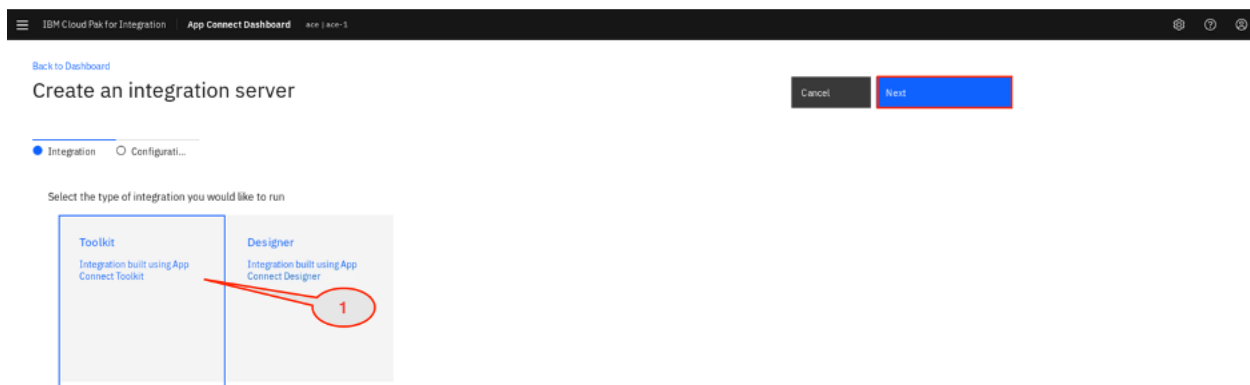 IBM Cloud Pak for Integration App Connect Dashboard ace | ace-1
Back to Dashboard
Create an integration server
Cancel Next
Integration Configurati...
Select the type of integration you would like to run
Toolkit
Integration built using App
Connect Toolkit
Designer
Integration built using App
Connect Designer
1